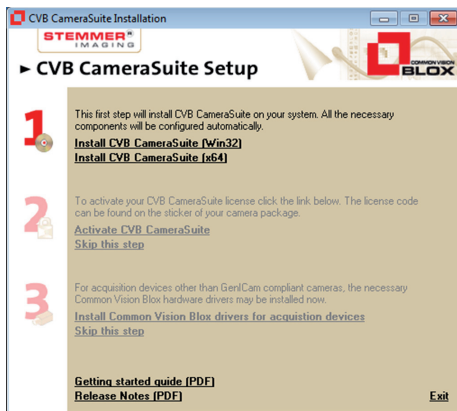 CVB CameraSuite Installation
STEMMER®
IMAGING
► CVB CameraSuite Setup
COMMON VISION
BLOX
1
This first step will install CVB CameraSuite on your system. All the necessary
components will be configured automatically.
Install CVB CameraSuite (Win32)
Install CVB CameraSuite (x64)
2
To activate your CVB CameraSuite license click the link below. The license code
can be found on the sticker of your camera package.
Activate CVB CameraSuite
Skip this step
3
For acquisition devices other than GenICam compliant cameras, the necessary
Common Vision Blox hardware drivers may be installed now.
Install Common Vision Blox drivers for acquistion devices
Skip this step
Getting started guide (PDF)
Release Notes (PDF)
Exit